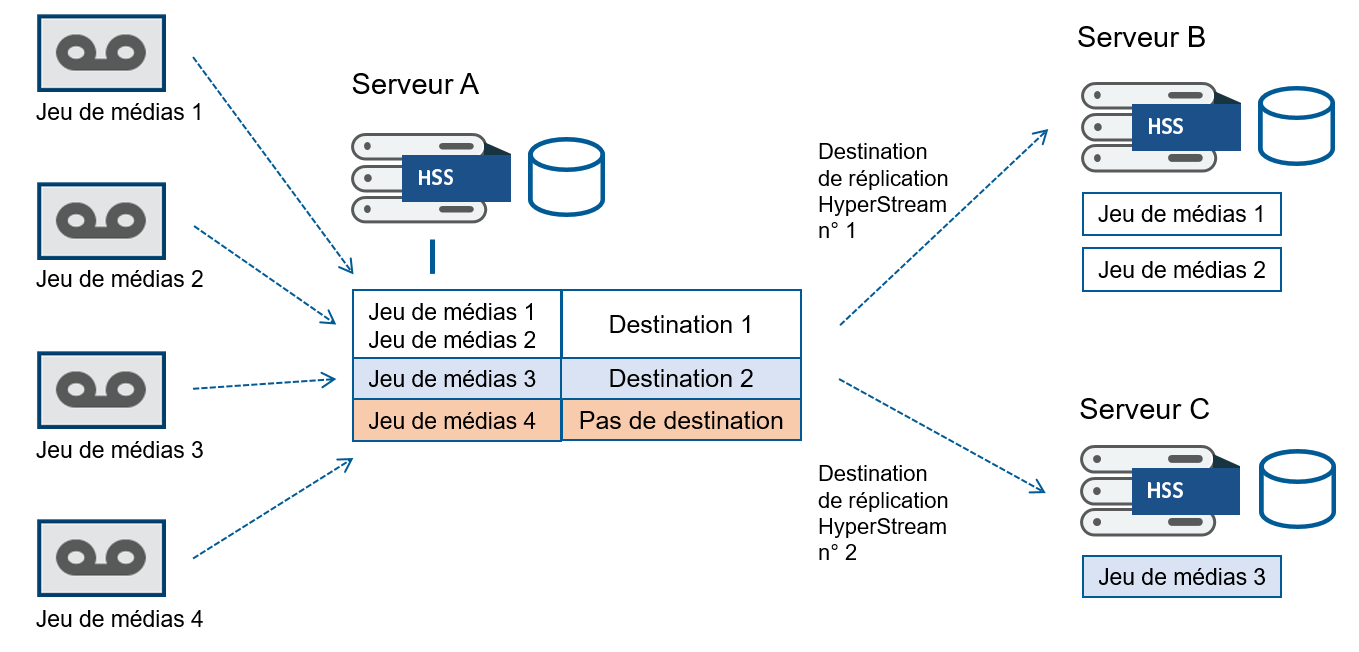 Jeu de médias 1
Jeu de médias 2
Jeu de médias 3
Jeu de médias 4
Serveur A
HSS
Jeu de médias 1
Jeu de médias 2
Destination 1
Jeu de médias 3
Destination 2
Jeu de médias 4
Pas de destination
Destination
de réplication
HyperStream
n° 1
Destination
de réplication
HyperStream
n° 2
Serveur B
HSS
Jeu de médias 1
Jeu de médias 2
Serveur C
HSS
Jeu de médias 3